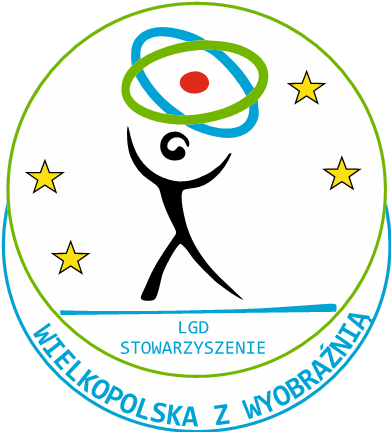 LGD
STOWARZYSZENIE
WIELKOPOLSKA Z WYOBRAŹNIĄ